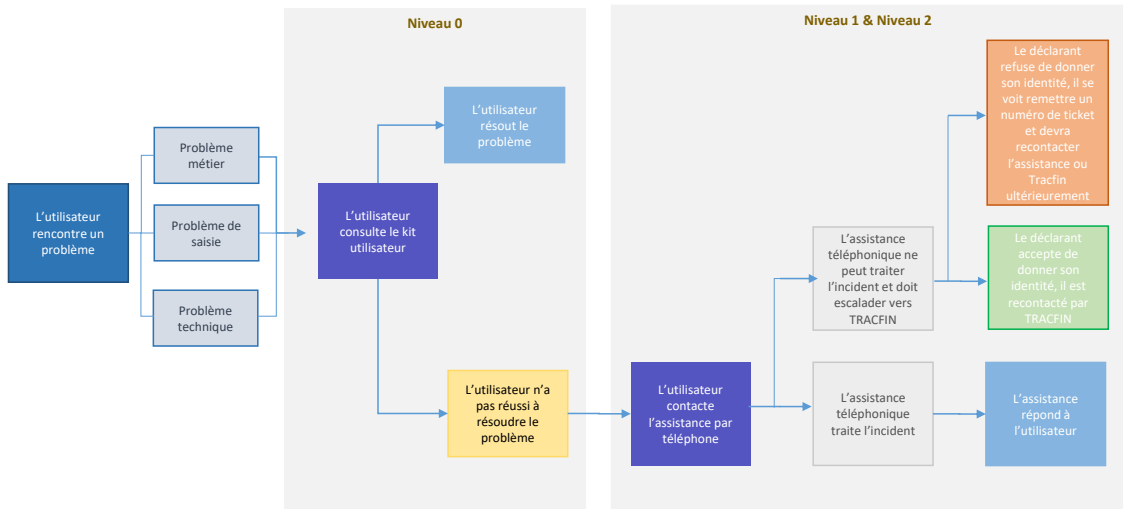 Niveau 0
Niveau 1 & Niveau 2
L'utilisateur
rencontre un
problème
Problème
métier
Problème de
saisie
Problème
technique
L'utilisateur
consulte le kit
utilisateur
L'utilisateur
résout le
problème
L'utilisateur n'a
pas réussi à
résoudre le
problème
L'utilisateur
contacte
l'assistance par
téléphone
L'assistance
téléphonique ne
peut traiter
l'incident et doit
escalader vers
TRACFIN
L'assistance
téléphonique
traite l'incident
Le déclarant
refuse de donner
son identité, il se
voit remettre un
numéro de ticket
et devra
recontacter
l'assistance ou
Tracfin
ultérieurement
Le déclarant
accepte de
donner son
identité, il est
recontacté par
TRACFIN
L'assistance
répond à
l'utilisateur